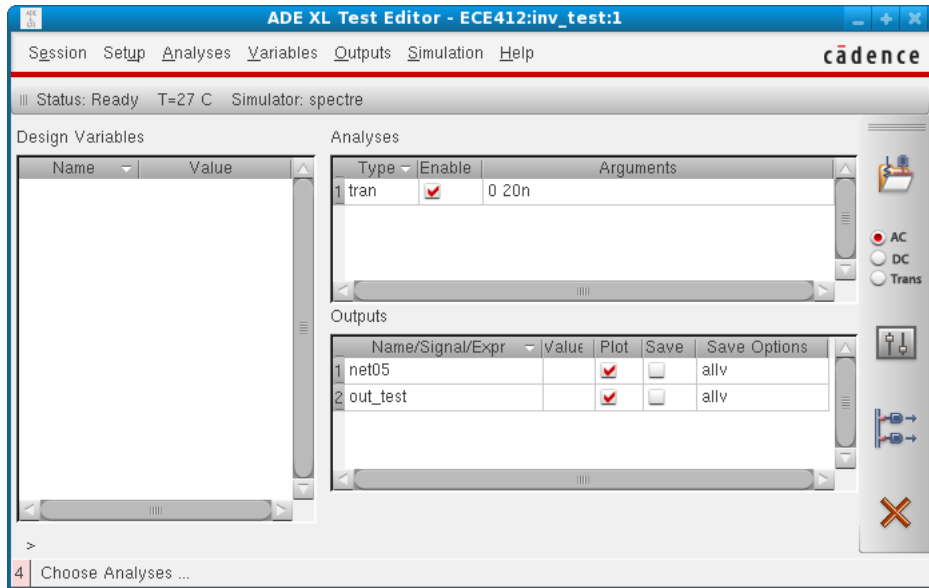 ADE XL Test Editor - ECE412:inv_test:1
Session Setup Analyses Variables Outputs Simulation Help
cādence
Status: Ready T=27 C Simulator: spectre
Design Variables
Name Value
Analyses
Type Enable Arguments
1 tran 0 20n
AC
DC
Trans
Outputs
Name/Signal/Expr Value Plot Save Save Options
1 net05 allv
2 out_test allv
>
4 Choose Analyses ...